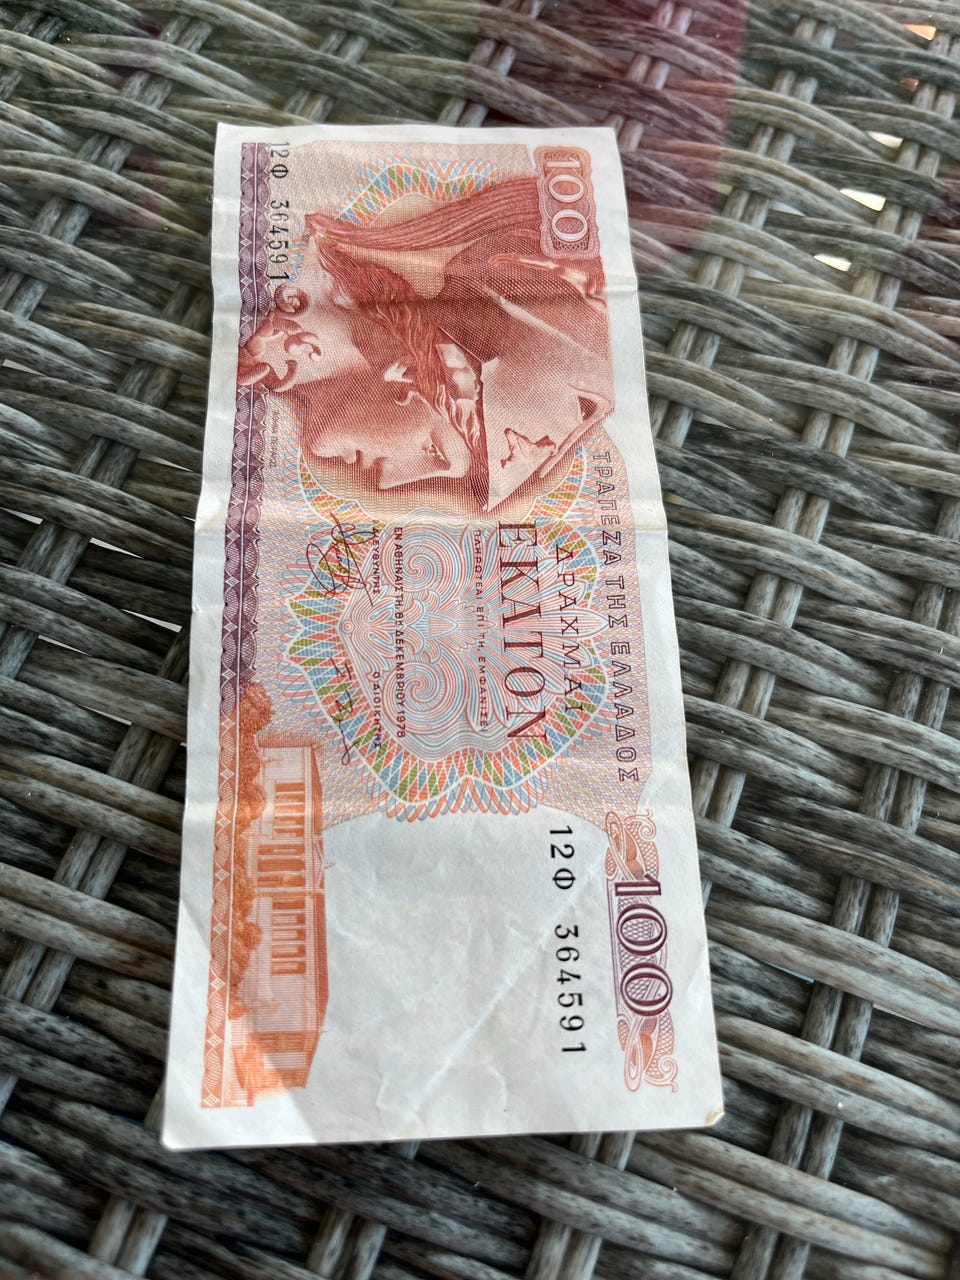 100
ΤΡΑΠΕΖΑ ΤΗΣ ΕΛΛΑΔΟΣ
100
ΔΡΑΧΜΑΙ
ΕΚΑΤΟΝ
ΠΛΗΡΩΤΕΑΙ ΕΠΙ ΤΗ ΕΜΦΑΝΙΣΕΙ
12Φ 364591
ΕΝ ΑΘΗΝΑΙΣ ΤΗ 8Η ΔΕΚΕΜΒΡΙΟΥ 1978
Ο ΔΙΟΙΚΗΤΗΣ
12Φ 364591